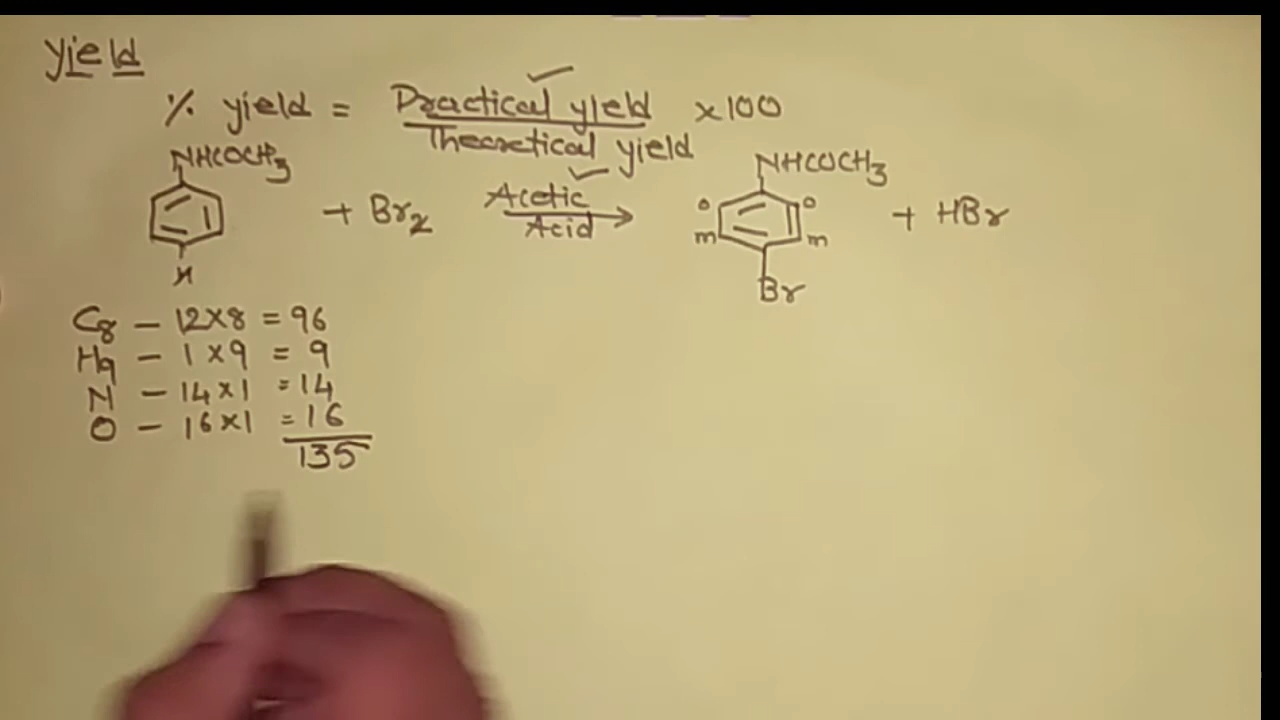 Yield
% yield = Practical yield x100
Theoretical yield
NHCOCH3 NHCOCH3
+ Br2 Acetic Acid → + HBr
o o
m m
H Br
C8 – 12x8 = 96
H9 – 1x9 = 9
N – 14x1 = 14
O – 16x1 = 16
135